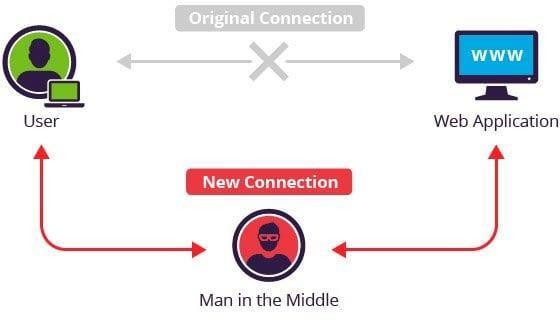 Original Connection
WWW
User
Web Application
New Connection
Man in the Middle